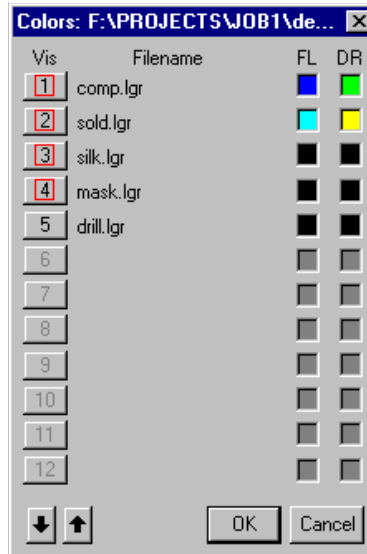 Colors: F:\PROJECTS\JOB1\de...
Vis Filename FL DR
1 comp.lgr
2 sold.lgr
3 silk.lgr
4 mask.lgr
5 drill.lgr
6
7
8
9
10
11
12
OK Cancel